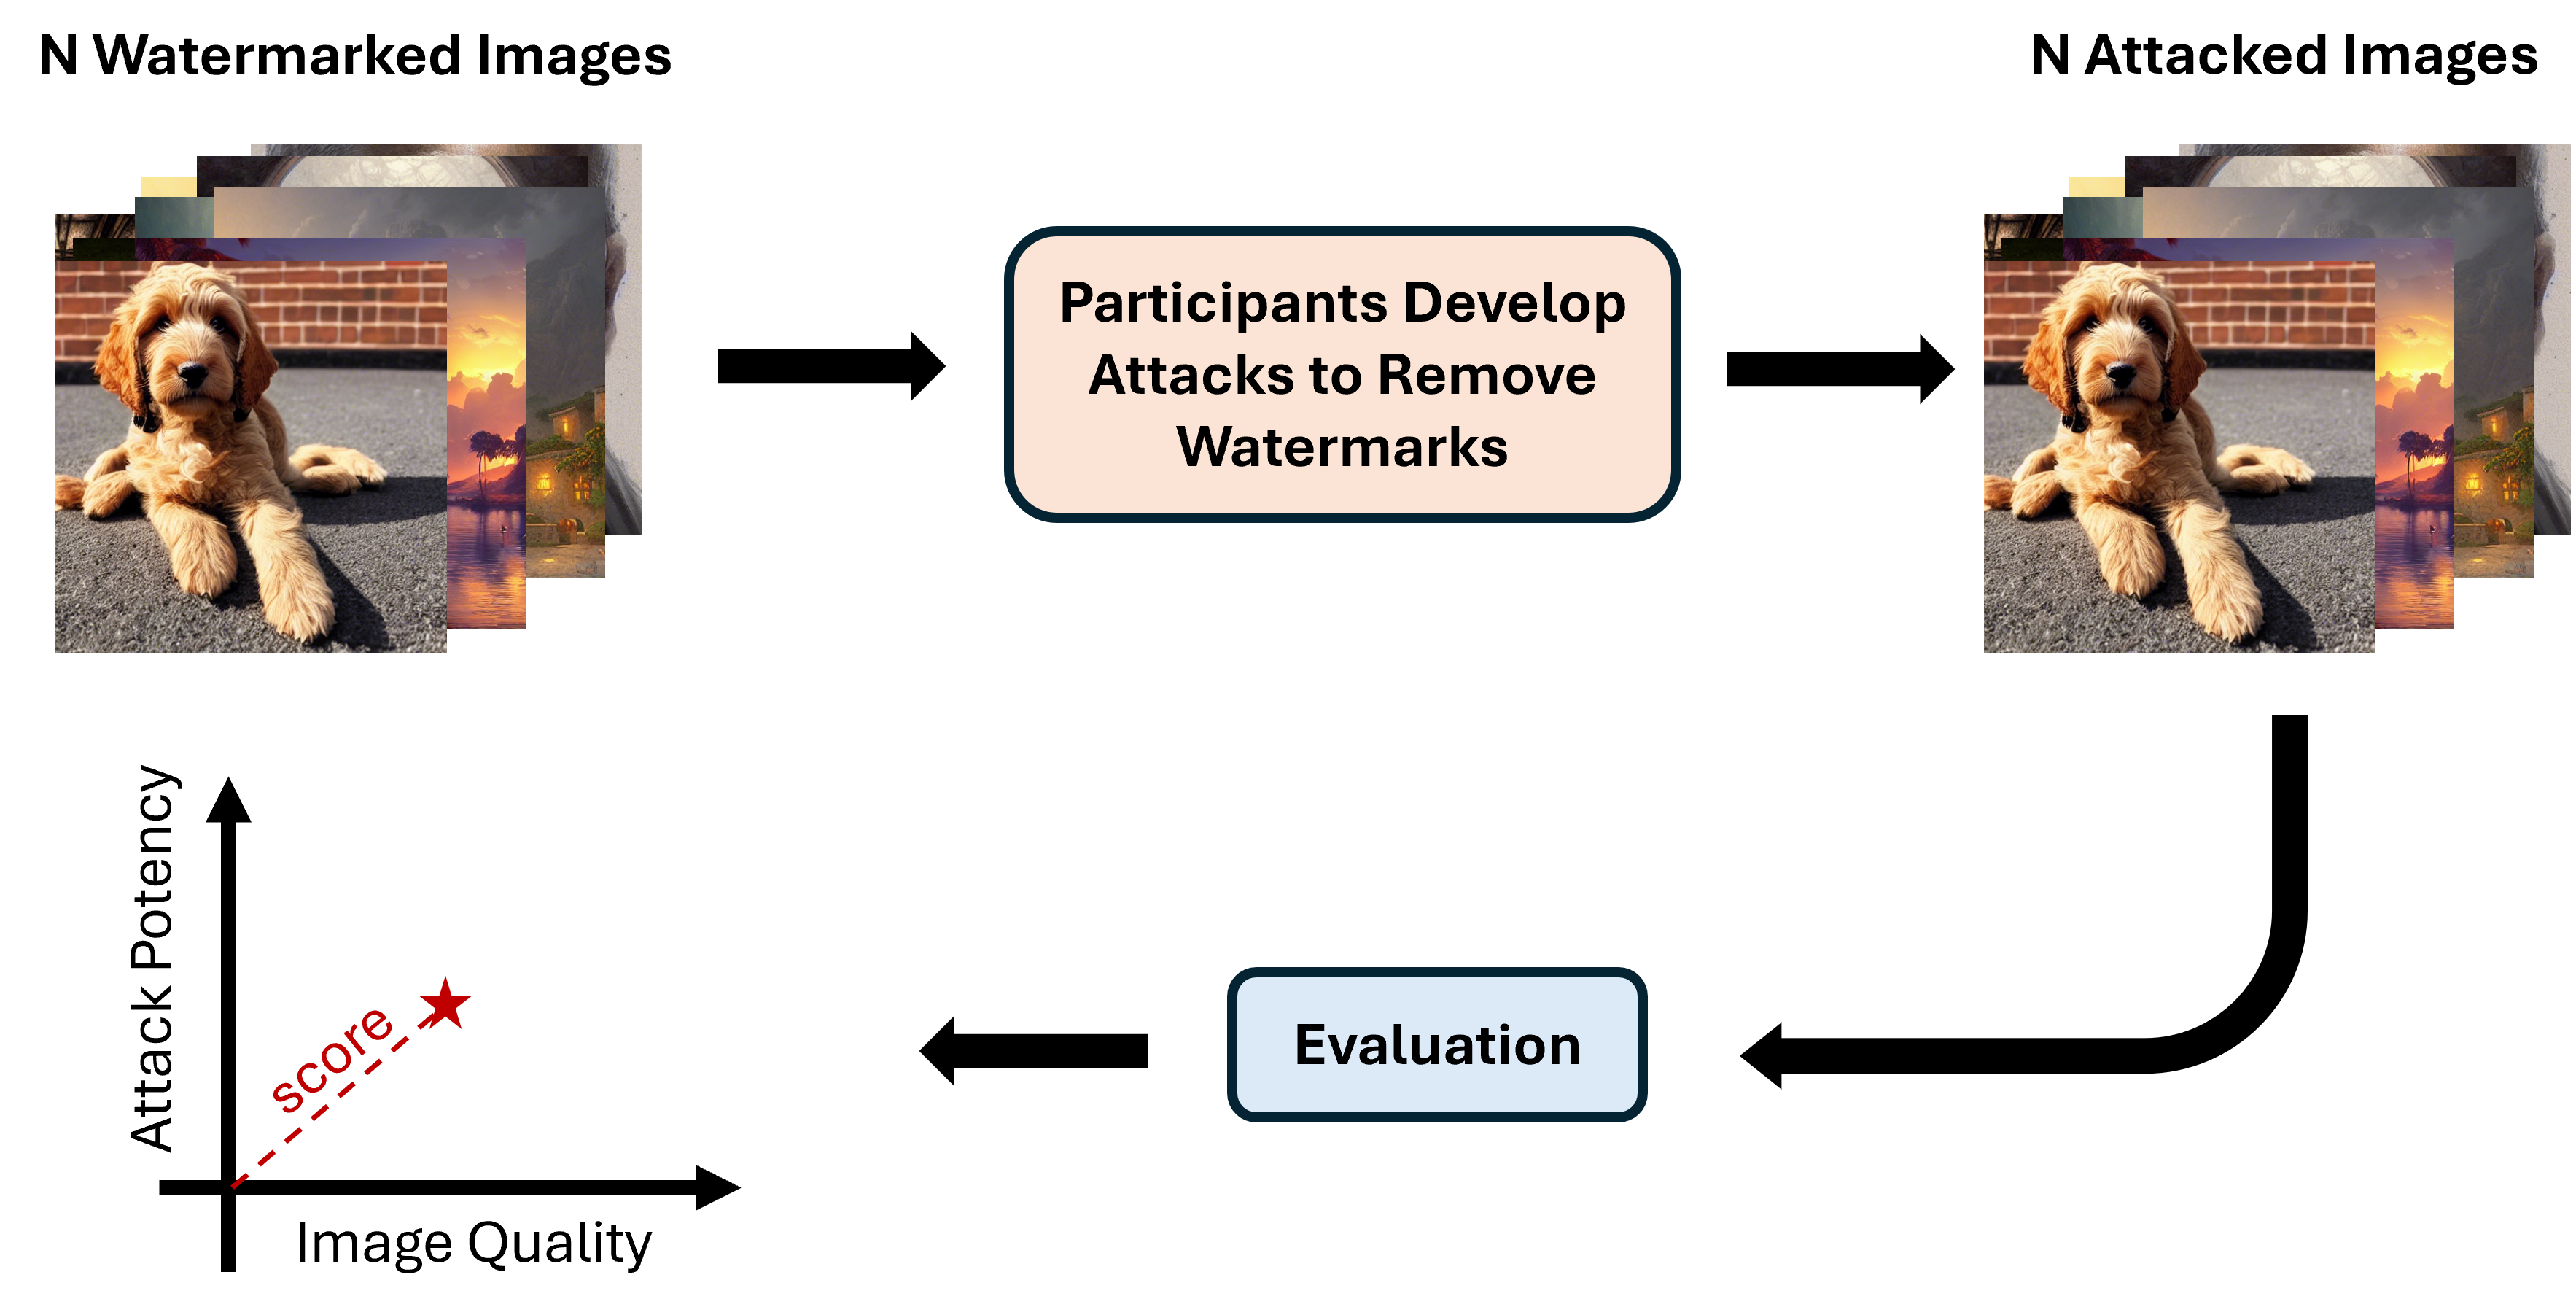 N Watermarked Images
N Attacked Images
Participants Develop
Attacks to Remove
Watermarks
Evaluation
Attack Potency
score
Image Quality